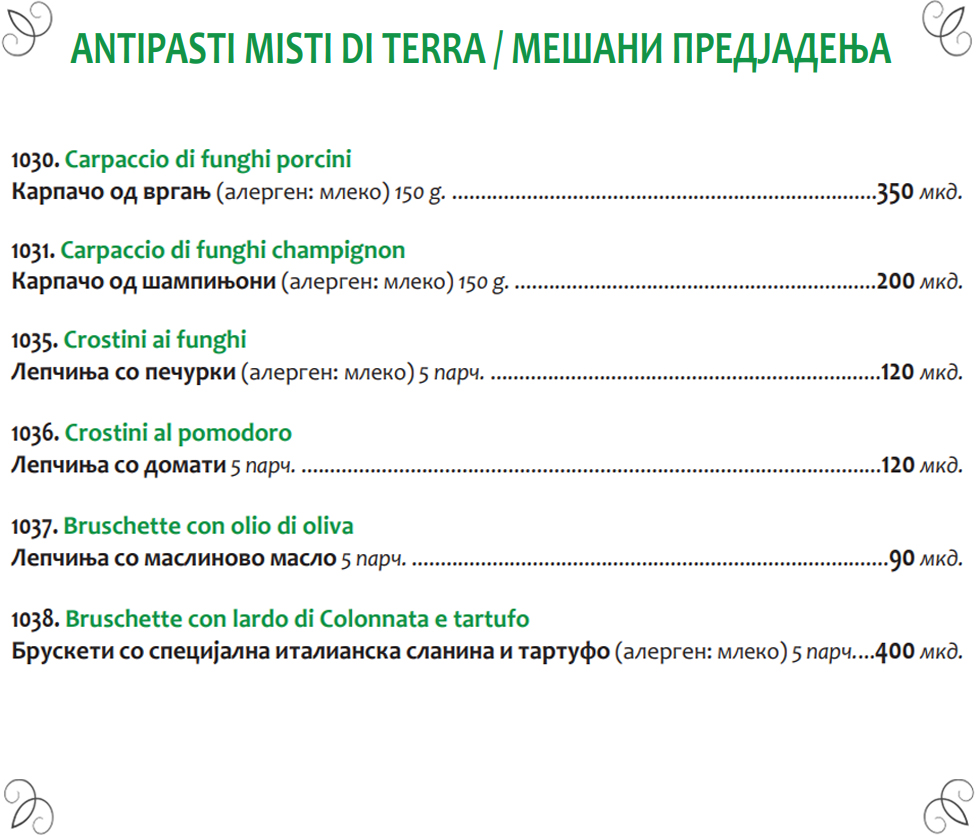 ANTIPASTI MISTI DI TERRA / МЕШАНИ ПРЕДЈАДЕЊА
1030. Carpaccio di funghi porcini
Карпачо од вргањ (алерген: млеко) 150 g. ....................................................................350 мкд.
1031. Carpaccio di funghi champignon
Карпачо од шампињони (алерген: млеко) 150 g. ..........................................................200 мкд.
1035. Crostini ai funghi
Лепчиња со печурки (алерген: млеко) 5 парч. ...............................................................120 мкд.
1036. Crostini al pomodoro
Лепчиња со домати 5 парч. .............................................................................................120 мкд.
1037. Bruschette con olio di oliva
Лепчиња со маслиново масло 5 парч. ............................................................................90 мкд.
1038. Bruschette con lardo di Colonnata e tartufo
Брускети со специјална италианска сланина и тартуфо (алерген: млеко) 5 парч....400 мкд.